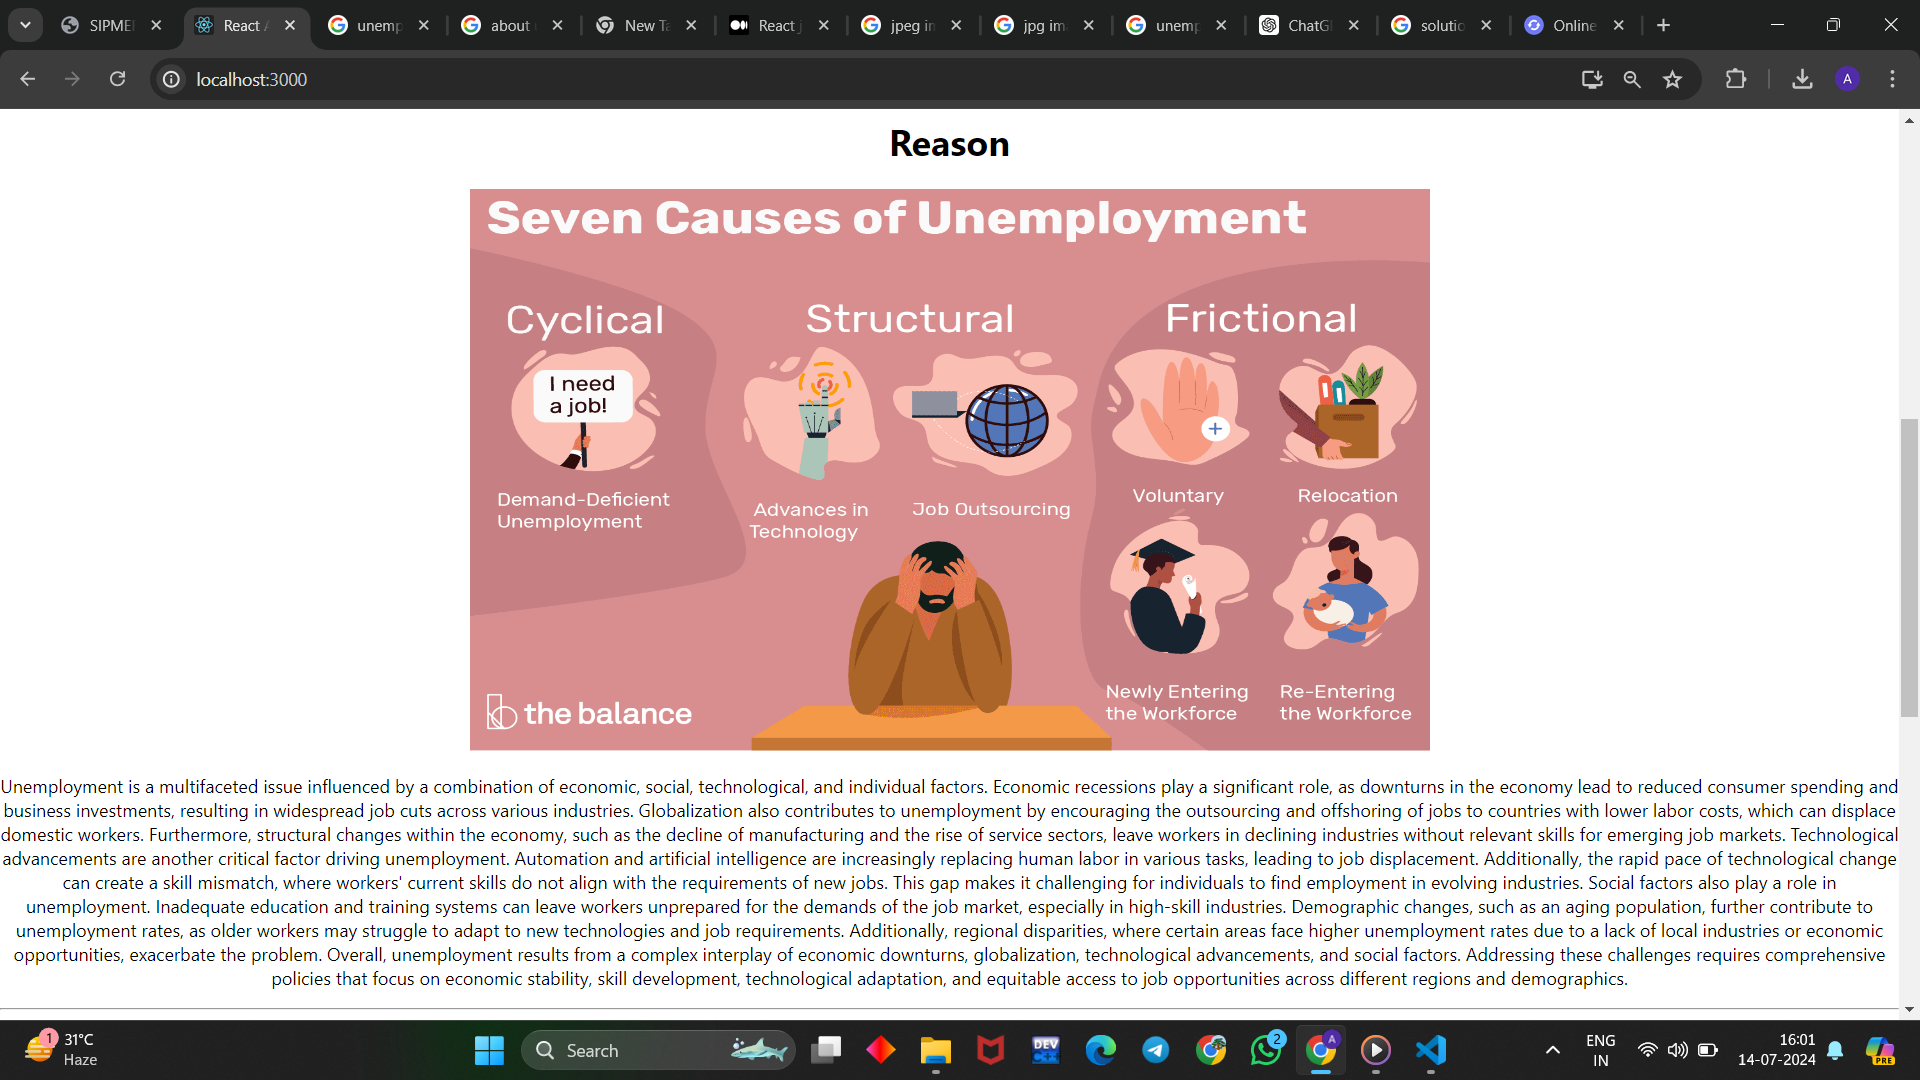 SIPMEI
React A
unemp
about
New Ta
React j
jpeg in
jpg im
unemp
ChatG
solutio
Online
localhost:3000
A
Reason
Seven Causes of Unemployment
Cyclical
Structural
Frictional
I need
a job!
Demand-Deficient
Unemployment
Advances in
Technology
Job Outsourcing
Voluntary
Relocation
Newly Entering
the Workforce
Re-Entering
the Workforce
the balance
Unemployment is a multifaceted issue influenced by a combination of economic, social, technological, and individual factors. Economic recessions play a significant role, as downturns in the economy lead to reduced consumer spending and
business investments, resulting in widespread job cuts across various industries. Globalization also contributes to unemployment by encouraging the outsourcing and offshoring of jobs to countries with lower labor costs, which can displace
domestic workers. Furthermore, structural changes within the economy, such as the decline of manufacturing and the rise of service sectors, leave workers in declining industries without relevant skills for emerging job markets. Technological
advancements are another critical factor driving unemployment. Automation and artificial intelligence are increasingly replacing human labor in various tasks, leading to job displacement. Additionally, the rapid pace of technological change
can create a skill mismatch, where workers' current skills do not align with the requirements of new jobs. This gap makes it challenging for individuals to find employment in evolving industries. Social factors also play a role in
unemployment. Inadequate education and training systems can leave workers unprepared for the demands of the job market, especially in high-skill industries. Demographic changes, such as an aging population, further contribute to
unemployment rates, as older workers may struggle to adapt to new technologies and job requirements. Additionally, regional disparities, where certain areas face higher unemployment rates due to a lack of local industries or economic
opportunities, exacerbate the problem. Overall, unemployment results from a complex interplay of economic downturns, globalization, technological advancements, and social factors. Addressing these challenges requires comprehensive
policies that focus on economic stability, skill development, technological adaptation, and equitable access to job opportunities across different regions and demographics.
1
31°C
Haze
Search
DEV
2
A
ENG
IN
16:01
14-07-2024
PRE